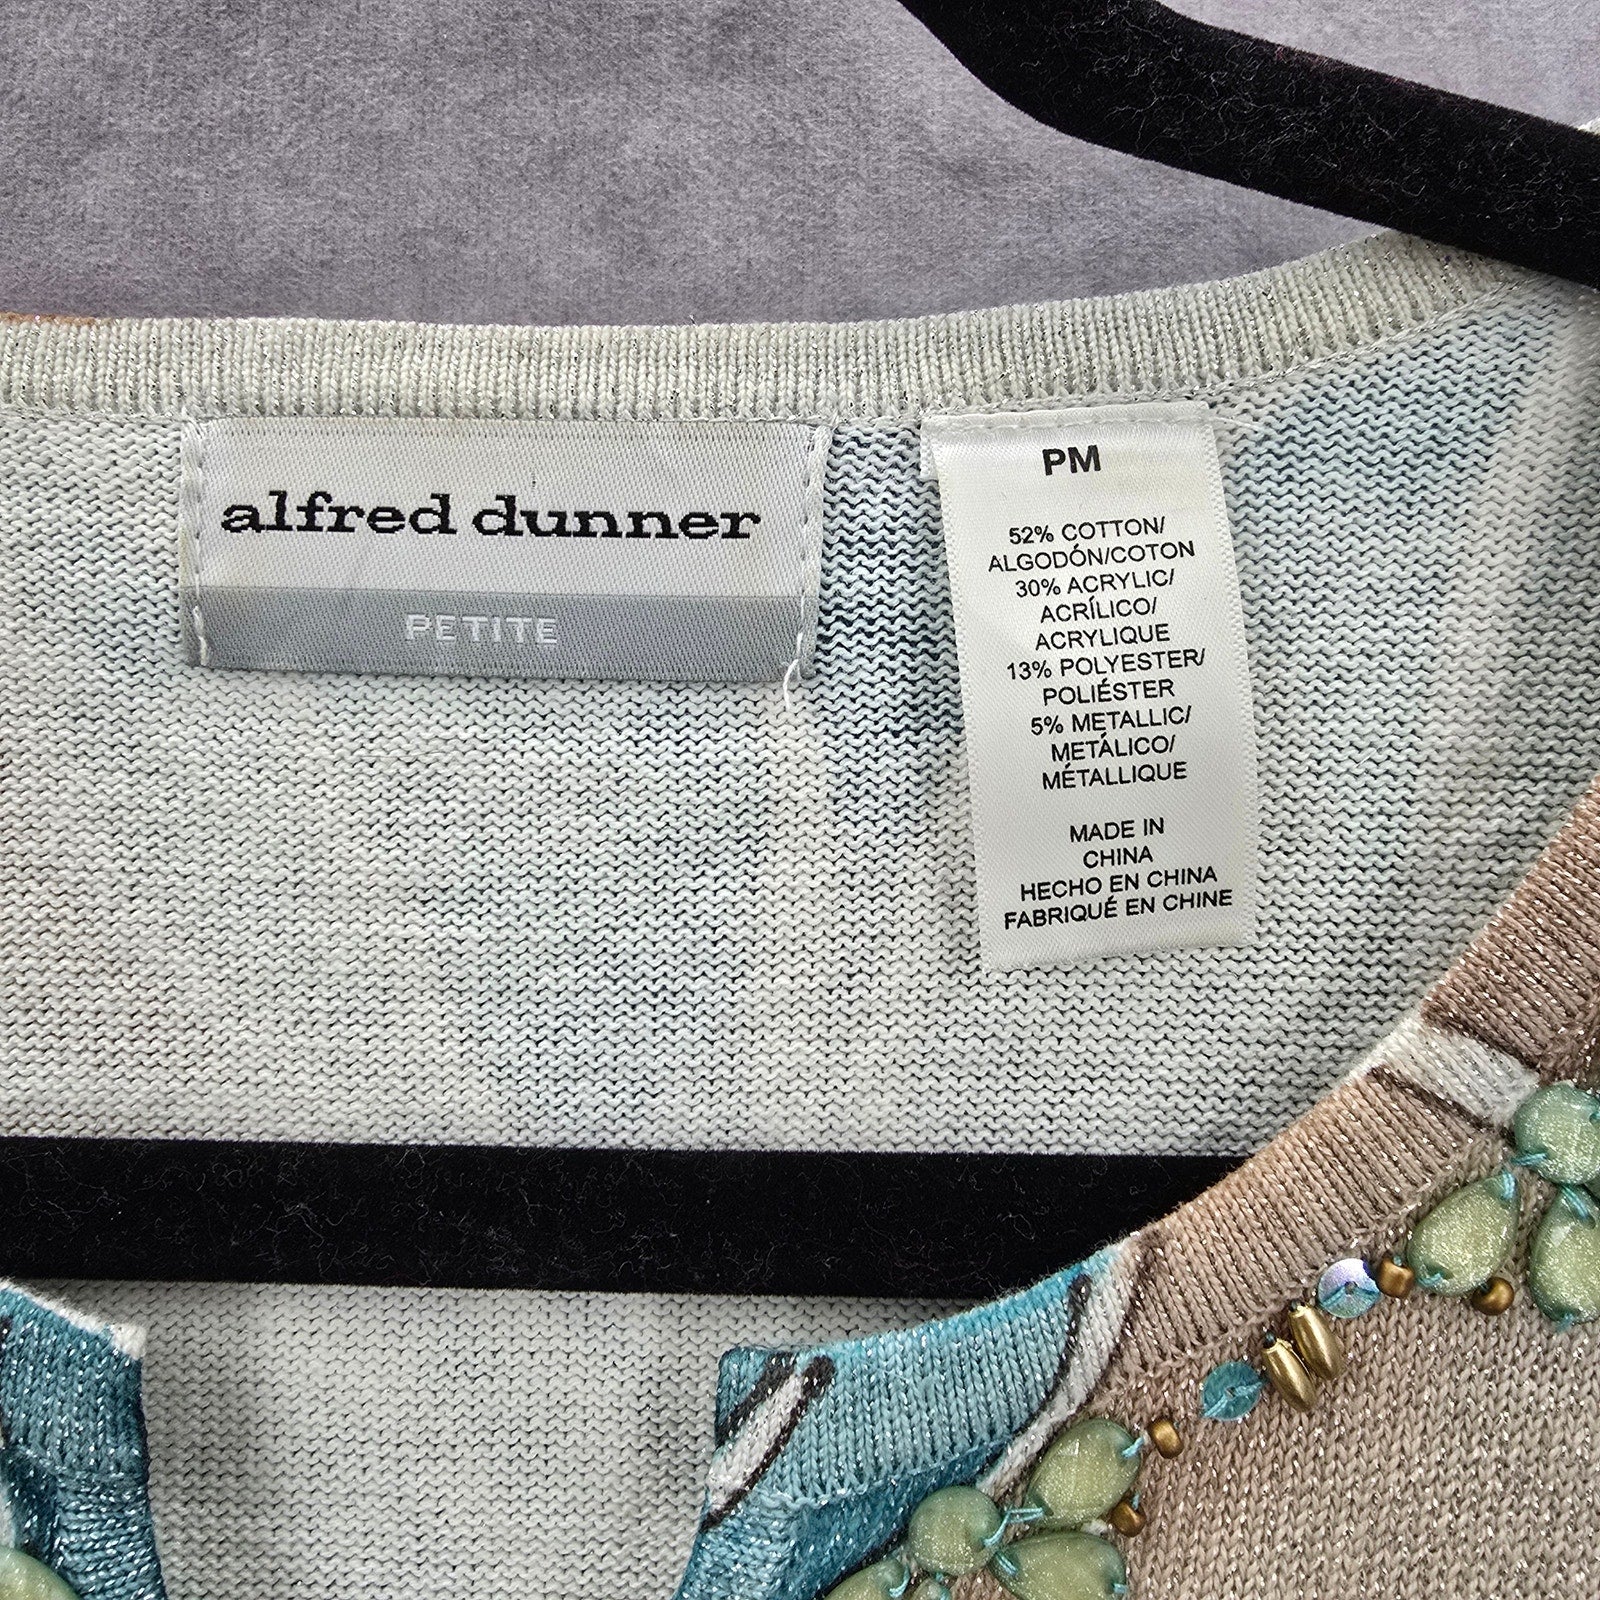 alfred dunner
PETITE
PM
52% COTTON/
ALGODÓN/COTON
30% ACRYLIC/
ACRÍLICO/
ACRYLIQUE
13% POLYESTER/
POLIÉSTER
5% METALLIC/
METÁLICO/
MÉTALLIQUE
MADE IN
CHINA
HECHO EN CHINA
FABRIQUÉ EN CHINE